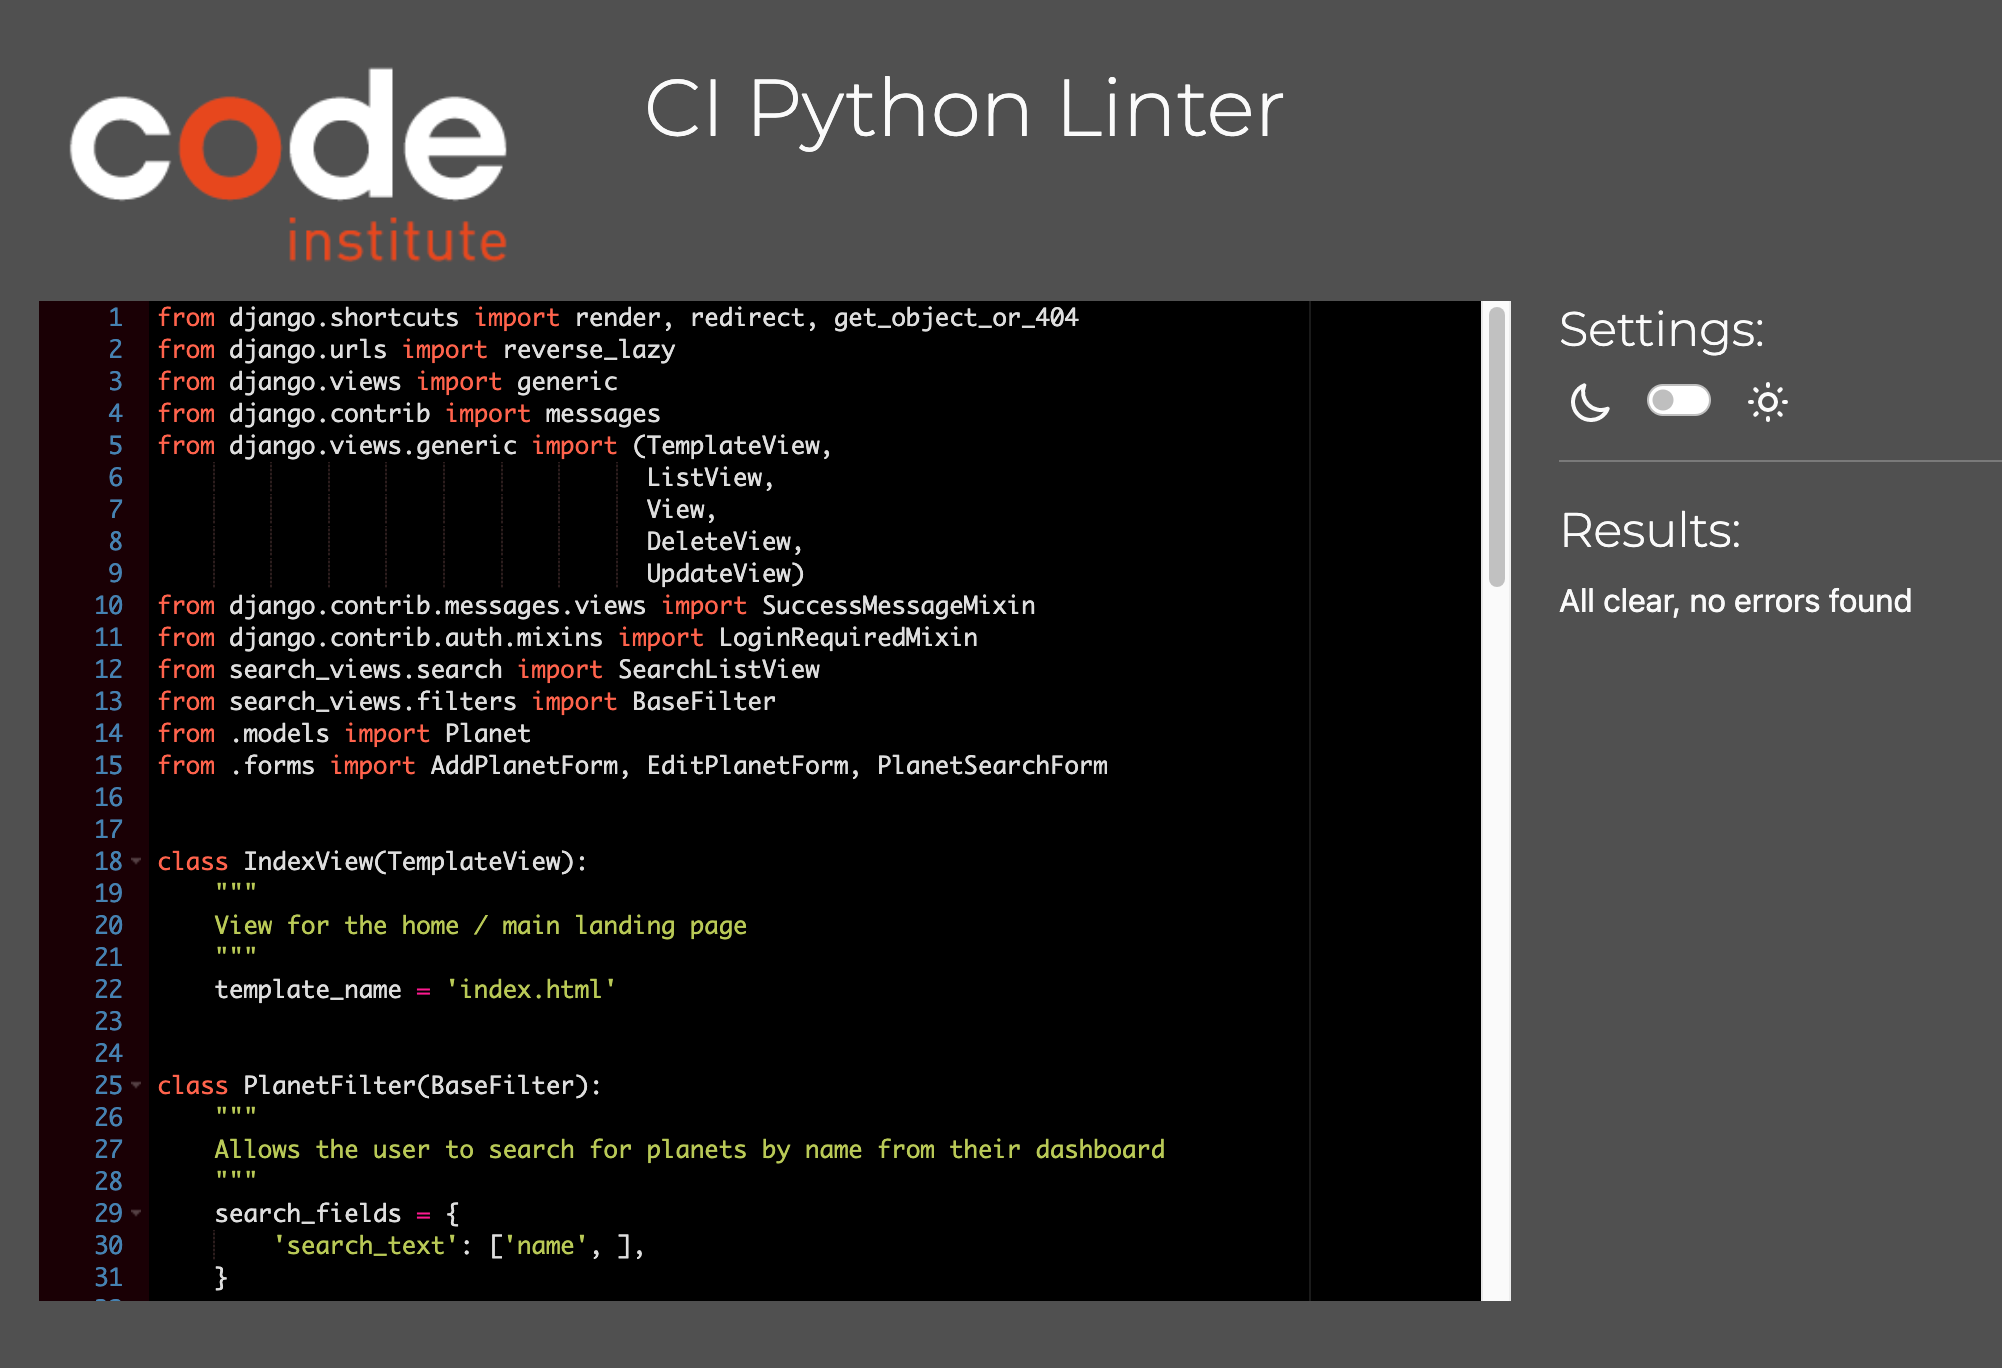 code
institute
CI Python Linter
1 from django.shortcuts import render, redirect, get_object_or_404
2 from django.urls import reverse_lazy
3 from django.views import generic
4 from django.contrib import messages
5 from django.views.generic import (TemplateView,
6                                   ListView,
7                                   View,
8                                   DeleteView,
9                                   UpdateView)
10 from django.contrib.messages.views import SuccessMessageMixin
11 from django.contrib.auth.mixins import LoginRequiredMixin
12 from search_views.search import SearchListView
13 from search_views.filters import BaseFilter
14 from .models import Planet
15 from .forms import AddPlanetForm, EditPlanetForm, PlanetSearchForm
16
17
18 class IndexView(TemplateView):
19     """
20     View for the home / main landing page
21     """
22     template_name = 'index.html'
23
24
25 class PlanetFilter(BaseFilter):
26     """
27     Allows the user to search for planets by name from their dashboard
28     """
29     search_fields = {
30         'search_text': ['name', ],
31     }
Settings:
Results:
All clear, no errors found